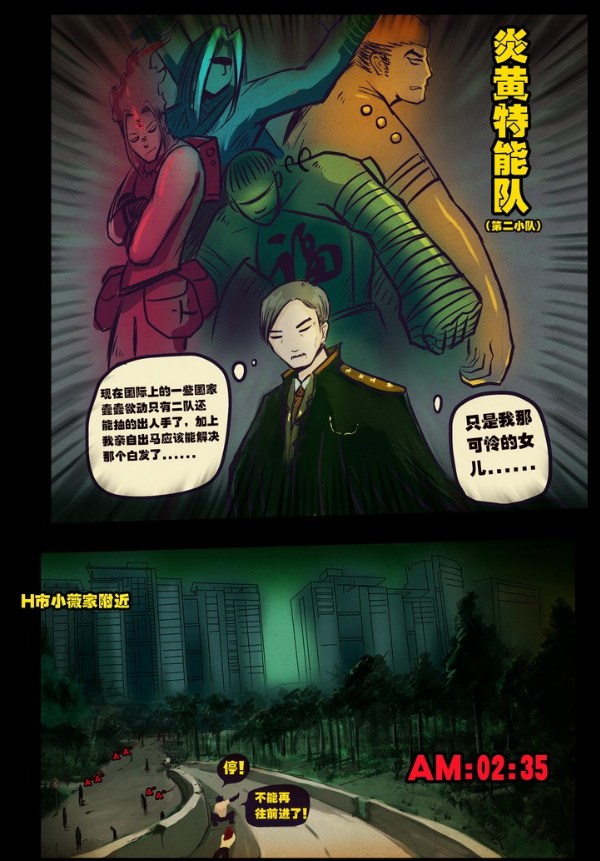 炎黄特能队
(第二小队)
现在国际上的一些国家
蠢蠢欲动只有二队还
能抽的出人手了，加上
我亲自出马应该能解决
那个白发了......
只是我那
可怜的女
儿......
福
火
H市小薇家附近
AM:02:35
停!
不能再
往前进了!